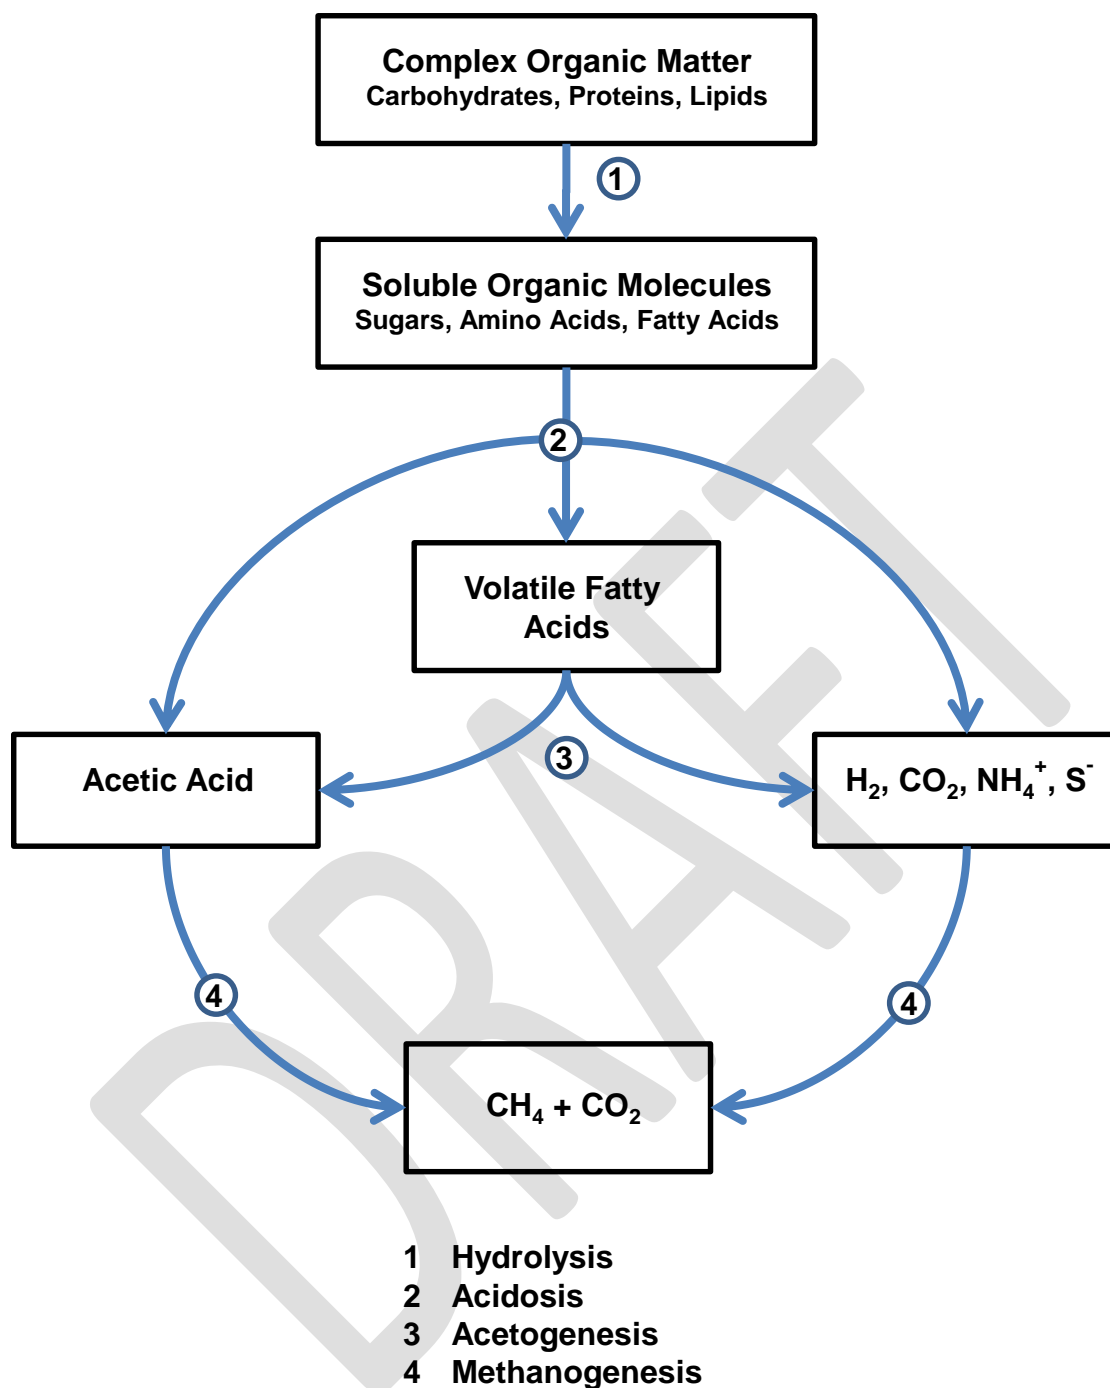 Complex Organic Matter
Carbohydrates, Proteins, Lipids
1
Soluble Organic Molecules
Sugars, Amino Acids, Fatty Acids
2
Volatile Fatty
Acids
3
Acetic Acid
H₂, CO₂, NH₄⁺, S⁻
4
4
CH₄ + CO₂
1 Hydrolysis
2 Acidosis
3 Acetogenesis
4 Methanogenesis
DRAFT